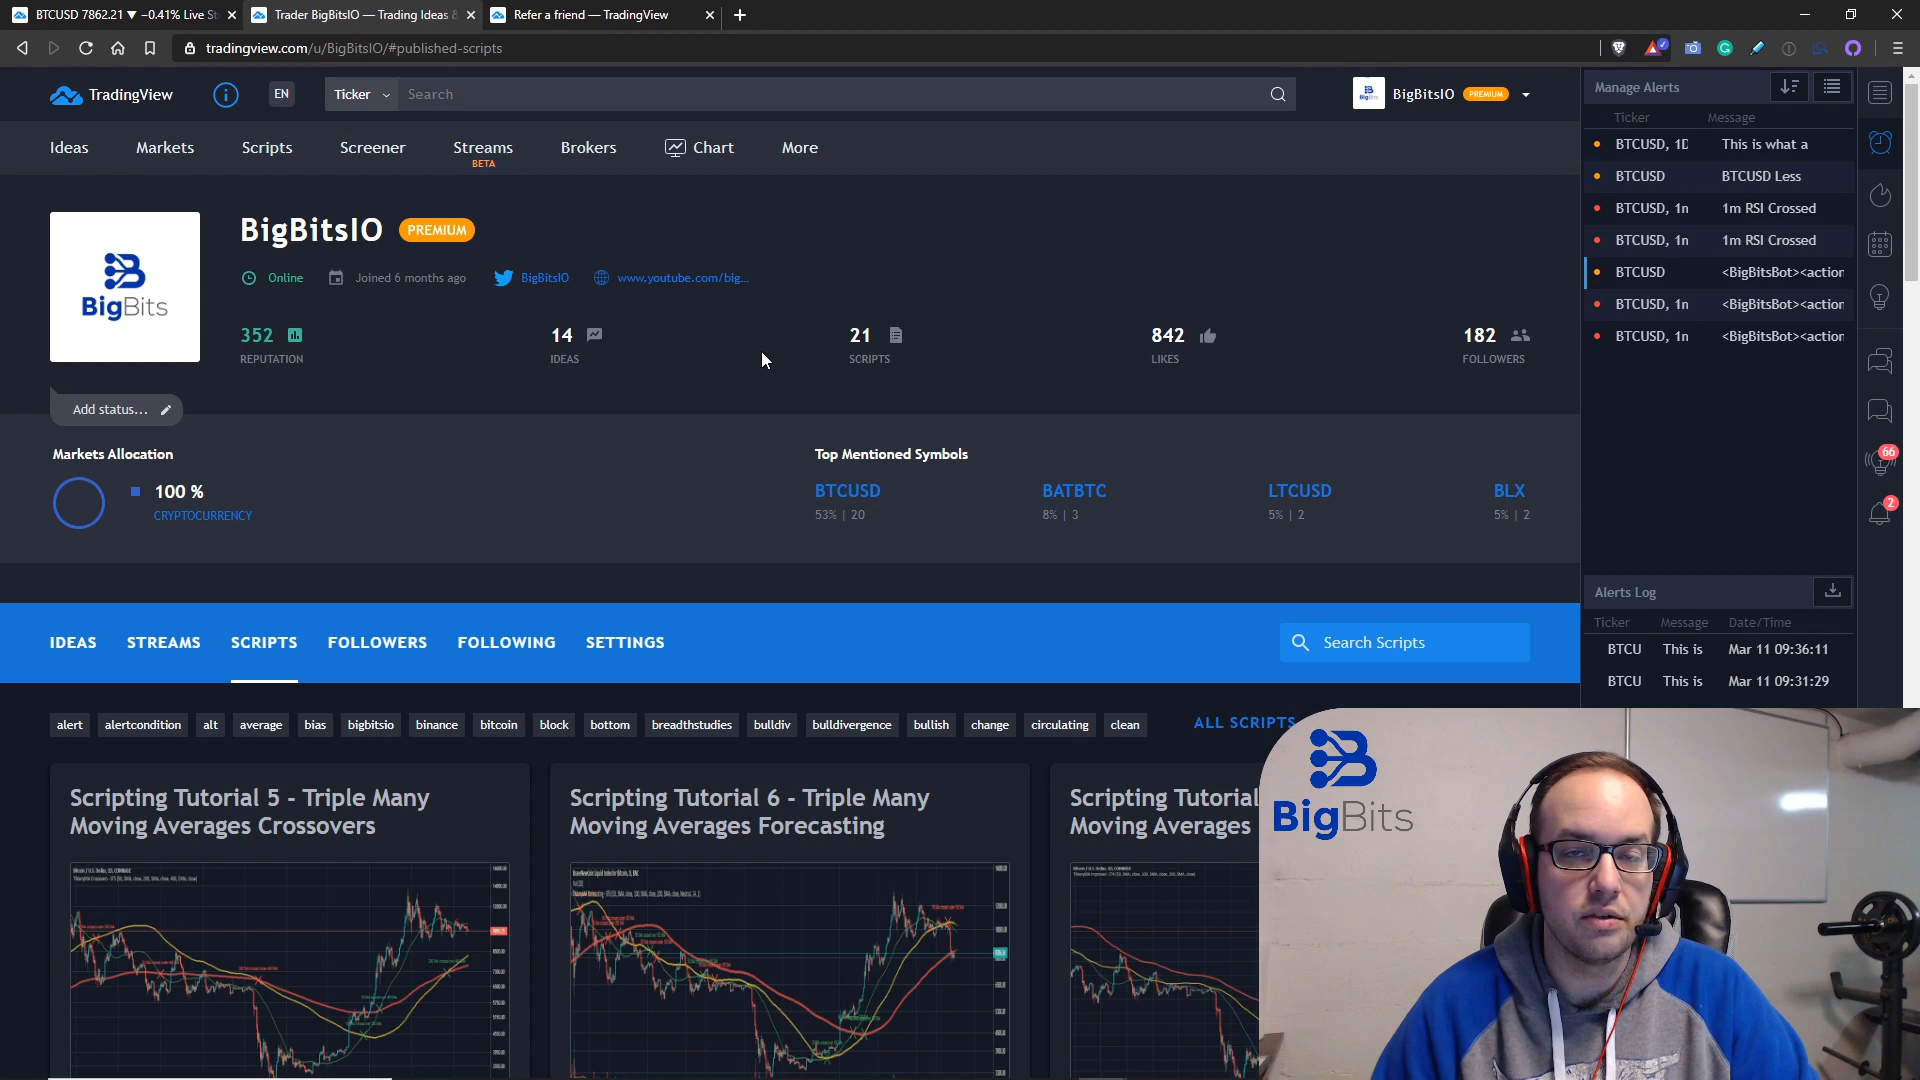 BTCUSD 7862.21 ▼ −0.41% Live St
Trader BigBitsIO — Trading Ideas &
Refer a friend — TradingView
tradingview.com/u/BigBitsIO/#published-scripts
TradingView
EN
Ticker
Search
BigBitsIO
PREMIUM
Ideas
Markets
Scripts
Screener
Streams
BETA
Brokers
Chart
More
BigBitsIO
PREMIUM
Online
Joined 6 months ago
BigBitsIO
www.youtube.com/big...
BigBits
352
REPUTATION
14
IDEAS
21
SCRIPTS
842
LIKES
182
FOLLOWERS
Add status...
Markets Allocation
100 %
CRYPTOCURRENCY
Top Mentioned Symbols
BTCUSD
53% | 20
BATBTC
8% | 3
LTCUSD
5% | 2
BLX
5% | 2
IDEAS
STREAMS
SCRIPTS
FOLLOWERS
FOLLOWING
SETTINGS
Search Scripts
alert
alertcondition
alt
average
bias
bigbitsio
binance
bitcoin
block
bottom
breadthstudies
bulldiv
bulldivergence
bullish
change
circulating
clean
ALL SCRIPTS
Scripting Tutorial 5 - Triple Many
Moving Averages Crossovers
Scripting Tutorial 6 - Triple Many
Moving Averages Forecasting
Scripting Tutorial
Moving Averages
Manage Alerts
Ticker Message
BTCUSD, 1D This is what a
BTCUSD BTCUSD Less
BTCUSD, 1n 1m RSI Crossed
BTCUSD, 1n 1m RSI Crossed
BTCUSD <BigBitsBot><action
BTCUSD, 1n <BigBitsBot><action
BTCUSD, 1n <BigBitsBot><action
66
2
Alerts Log
Ticker Message Date/Time
BTCU This is Mar 11 09:36:11
BTCU This is Mar 11 09:31:29
BigBits